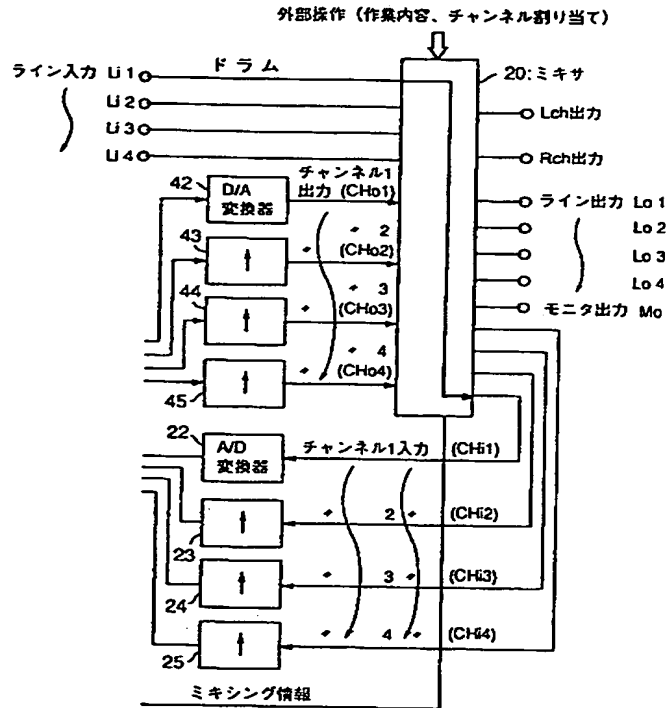 外部操作（作業内容、チャンネル割り当て）
20:ミキサ
ライン入力 Li 1 ドラム
Li 2
Li 3
Li 4
Lch出力
Rch出力
ライン出力 Lo 1
Lo 2
Lo 3
Lo 4
モニタ出力 Mo
42
D/A
変換器
チャンネル1
出力 (CHo1)
43
↑
〃 〃 2
(CHo2)
44
↑
〃 〃 3
(CHo3)
45
↑
〃 〃 4
(CHo4)
22
A/D
変換器
チャンネル1入力 (CHi1)
23
↑
〃 2 〃 (CHi2)
24
↑
〃 3 〃 (CHi3)
25
↑
〃 4 〃 (CHi4)
ミキシング情報